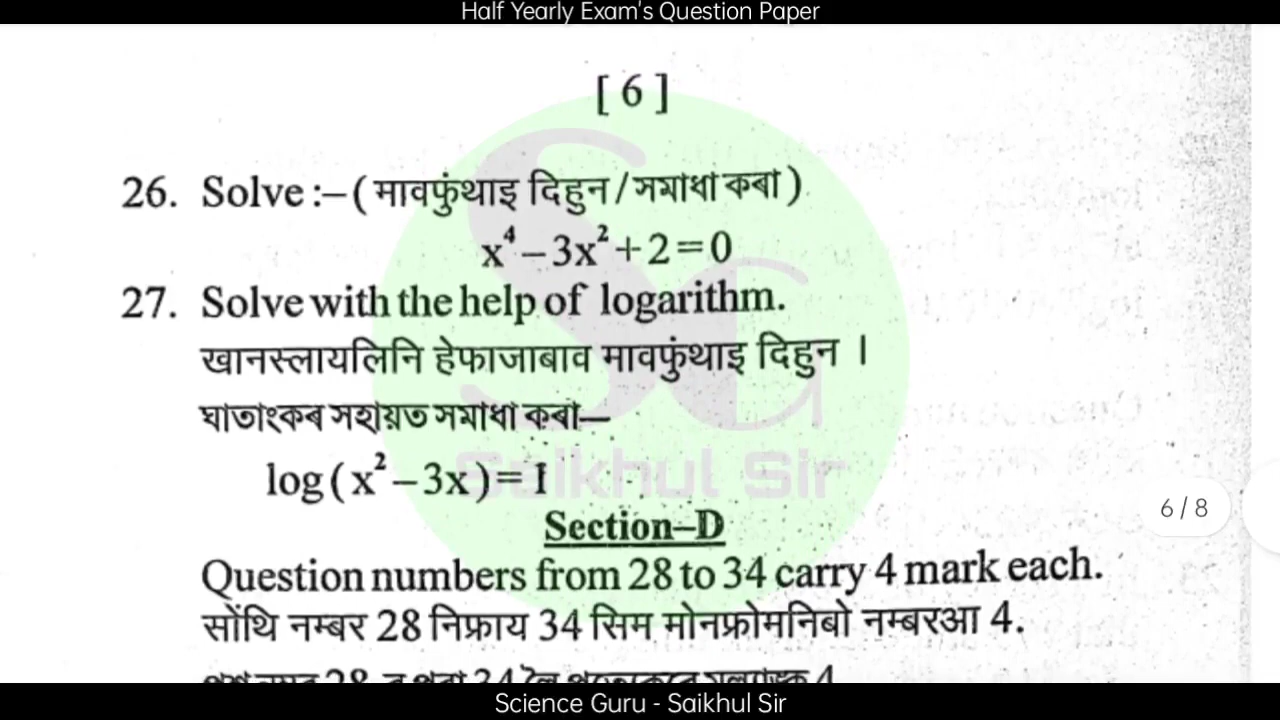 Half Yearly Exam's Question Paper
[ 6 ]
26. Solve :– ( मावफुंथाइ दिहुन / সমাধা কৰা )
x⁴ – 3x² + 2 = 0
27. Solve with the help of logarithm.
खानस्लायलिनि हेफाजाबाव मावफुंथाइ दिहुन ।
ঘাতাংকৰ সহায়ত সমাধা কৰা—
log ( x² – 3x ) = 1
Saikhul Sir
Section–D
6 / 8
Question numbers from 28 to 34 carry 4 mark each.
सोंथि नम्बर 28 निफ्राय 34 सिम मोनफ्रोमनिबो नम्बरआ 4.
Science Guru - Saikhul Sir